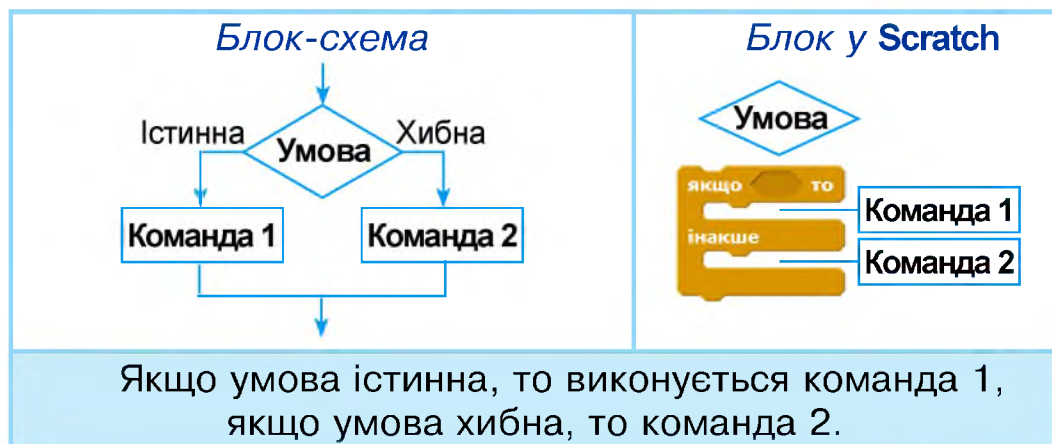 Блок-схема
Істинна
Умова
Хибна
Команда 1
Команда 2
Блок у Scratch
Умова
якщо то
Команда 1
інакше
Команда 2
Якщо умова істинна, то виконується команда 1,
якщо умова хибна, то команда 2.